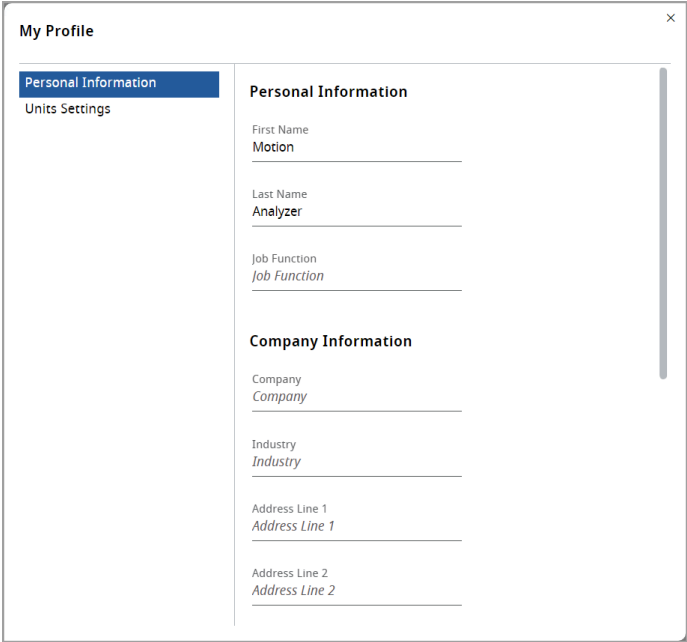 My Profile
×
Personal Information
Units Settings
Personal Information
First Name
Motion
Last Name
Analyzer
Job Function
Job Function
Company Information
Company
Company
Industry
Industry
Address Line 1
Address Line 1
Address Line 2
Address Line 2